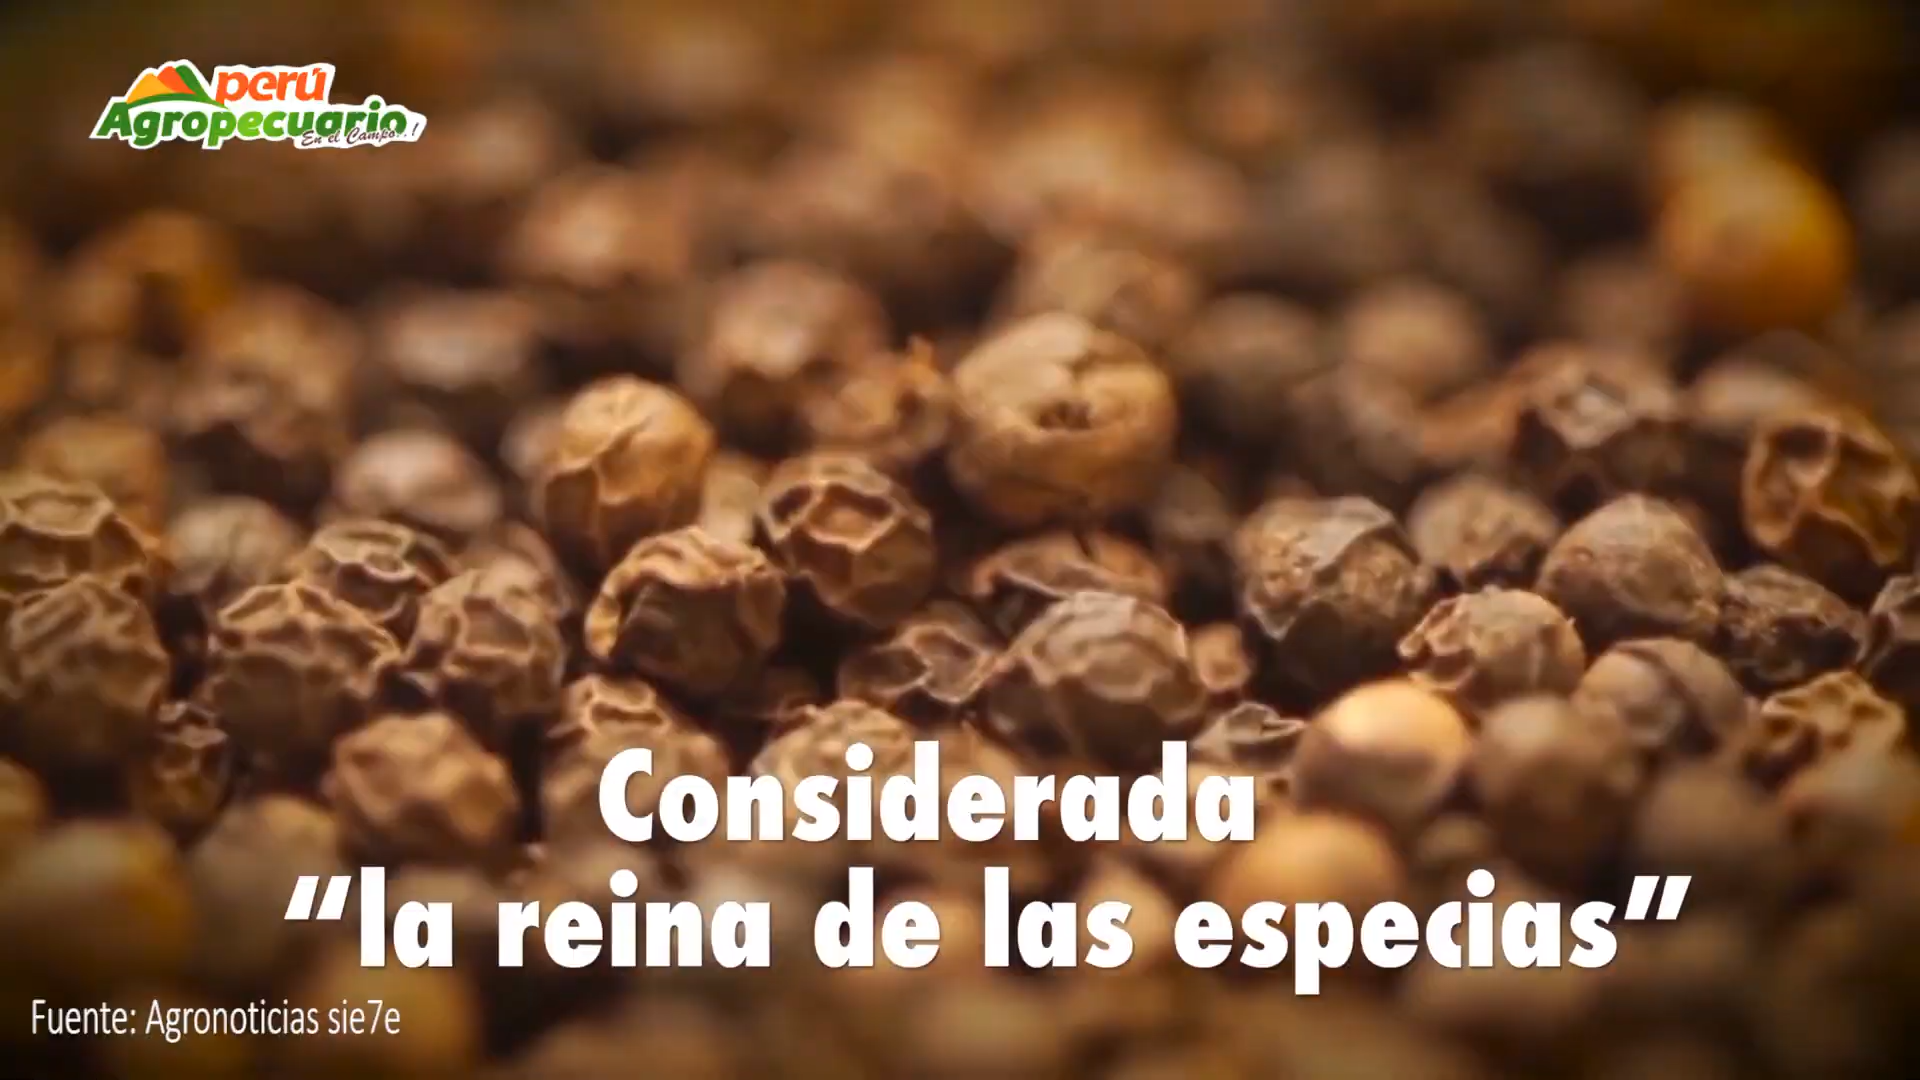 perú
Agropecuario
En el Campo..!
Considerada
“la reina de las especias”
Fuente: Agronoticias sie7e